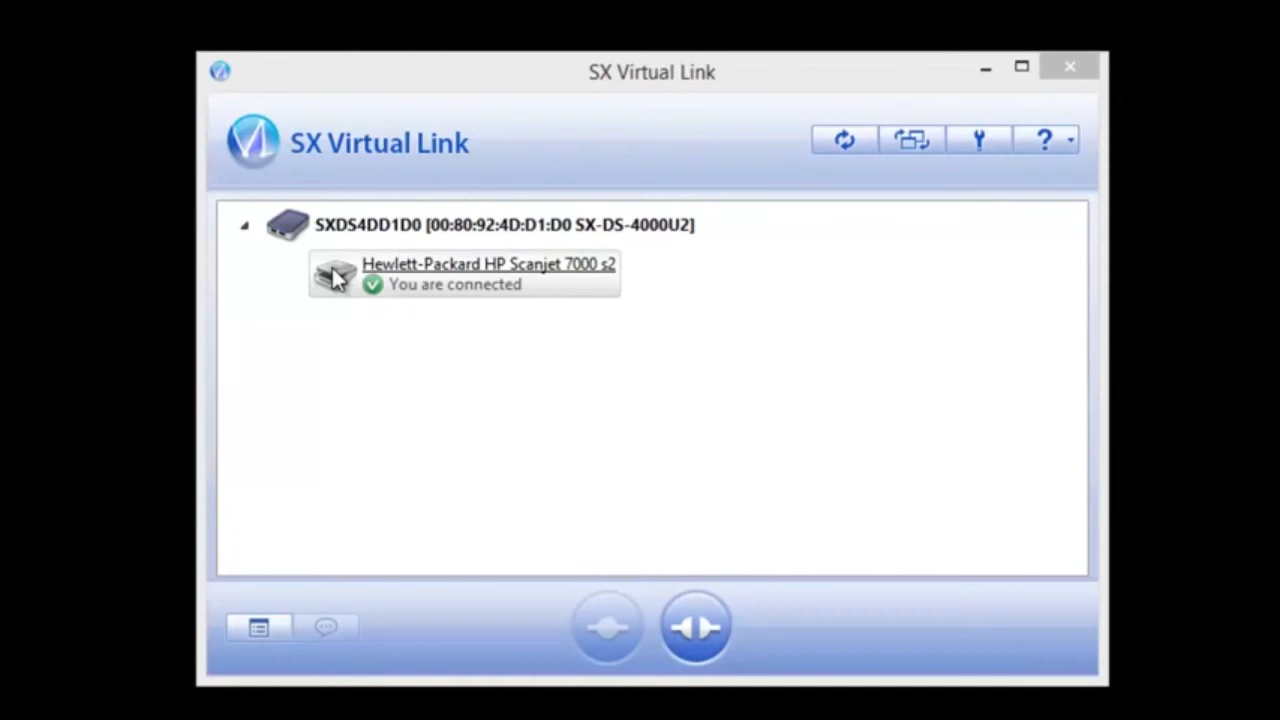 SX Virtual Link
SX Virtual Link
?
SXDS4DD1D0 [00:80:92:4D:D1:D0 SX-DS-4000U2]
Hewlett-Packard HP Scanjet 7000 s2
You are connected